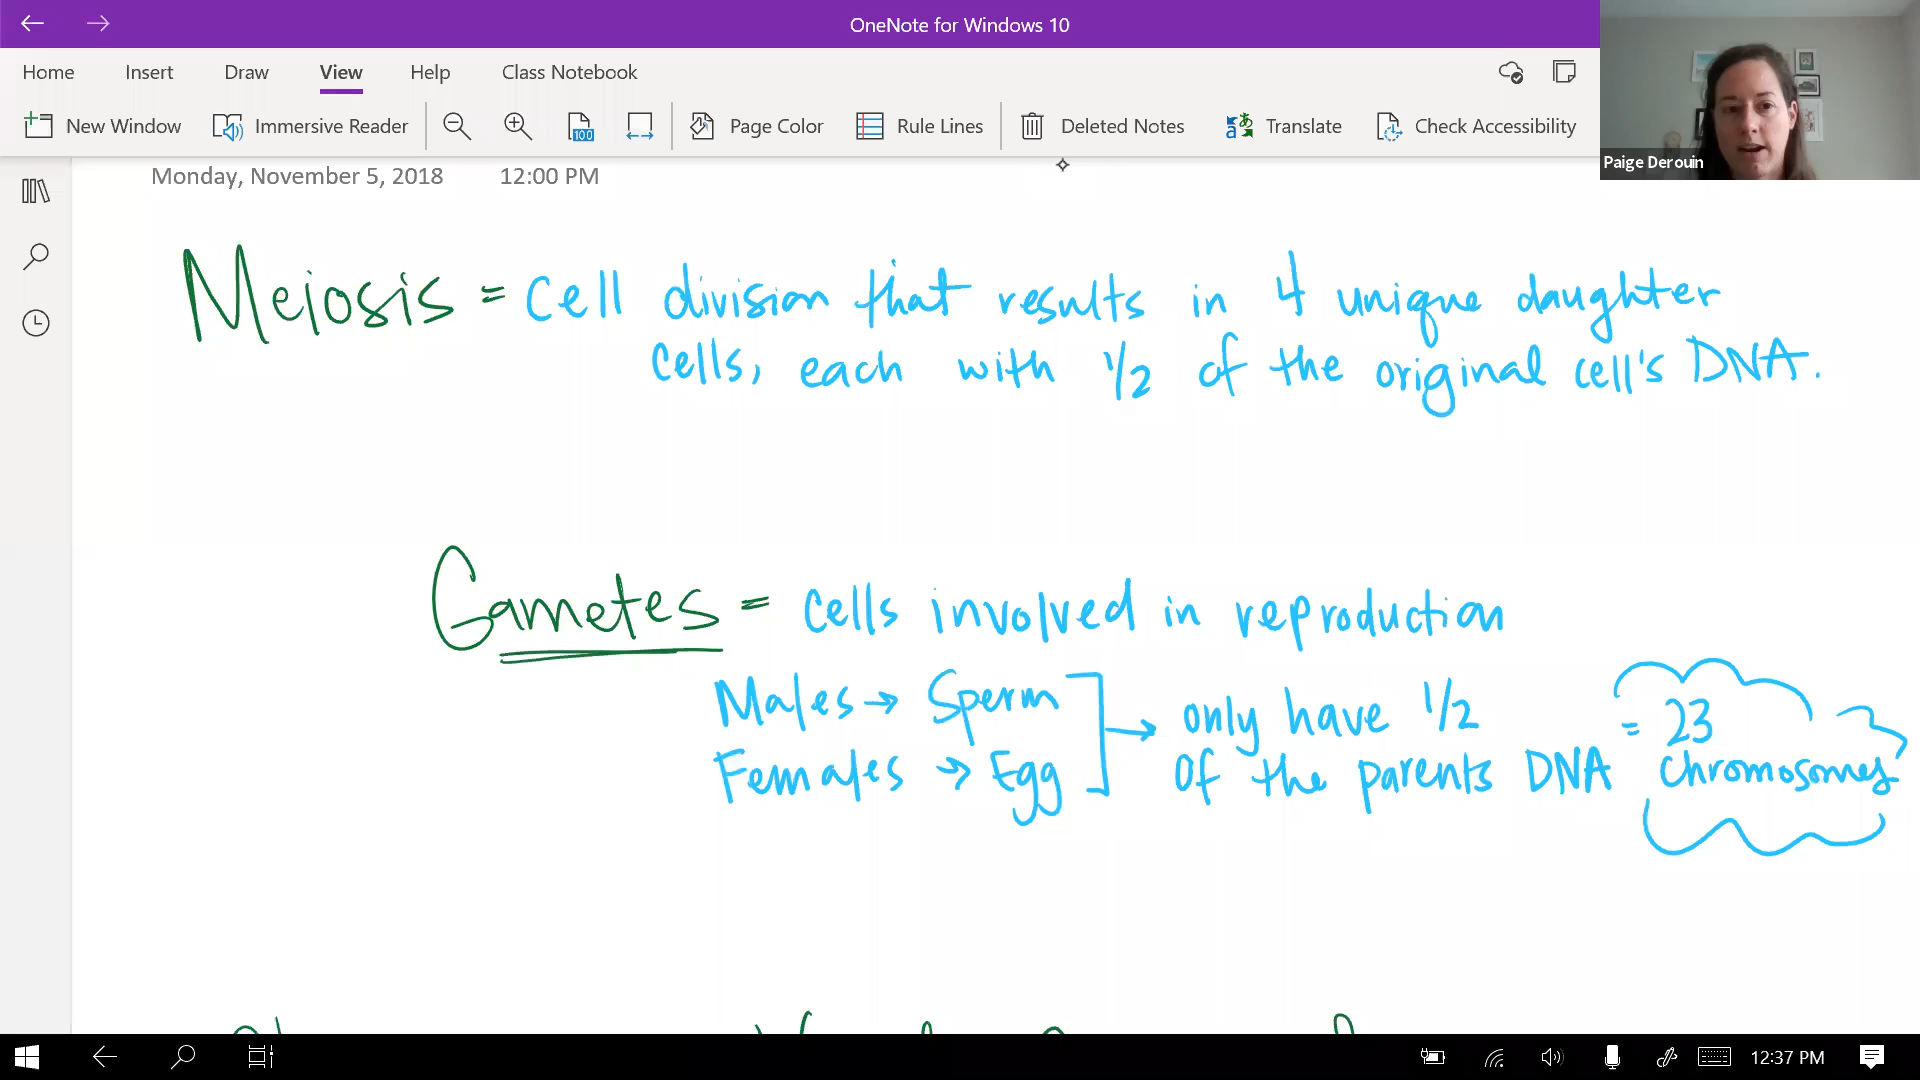 OneNote for Windows 10
Home Insert Draw View Help Class Notebook
New Window Immersive Reader 100 Page Color Rule Lines Deleted Notes Translate Check Accessibility
Paige Derouin
Monday, November 5, 2018 12:00 PM
Meiosis = cell division that results in 4 unique daughter
cells, each with 1/2 of the original cell's DNA.
Gametes = cells involved in reproduction
Males → Sperm
Females → Egg
only have 1/2
of the parents DNA
= 23
chromosomes
12:37 PM